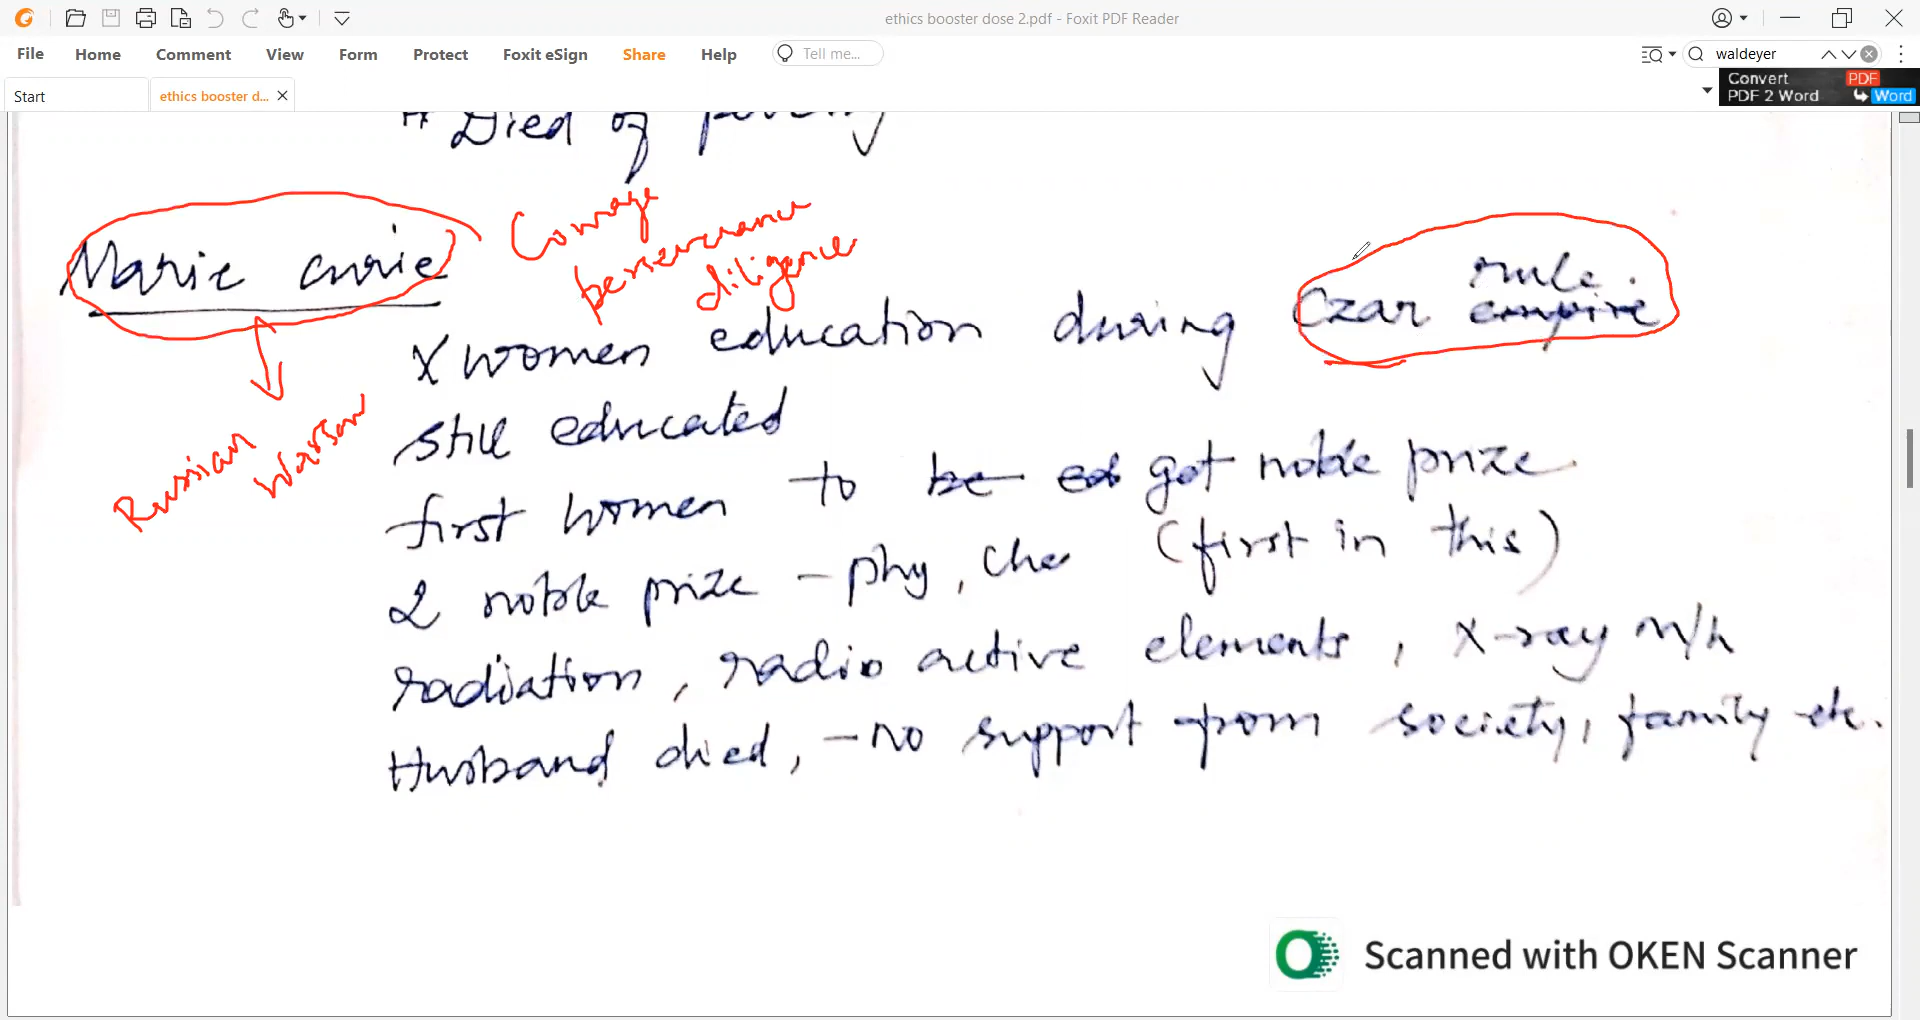 ethics booster dose 2.pdf - Foxit PDF Reader
File Home Comment View Form Protect Foxit eSign Share Help Tell me... waldeyer
Start ethics booster d...
Convert PDF
PDF 2 Word Word
Died of poverty
Marie curie
Courage
perseverance
diligence
Russian
Warsaw
rule.
X women education during Czar empire
still educated
first women to be ed got noble prize
2 noble prize - phy, Che (first in this)
radiation, radio active elements, X-ray m/h
Husband died, - no support from society, family etc.
Scanned with OKEN Scanner